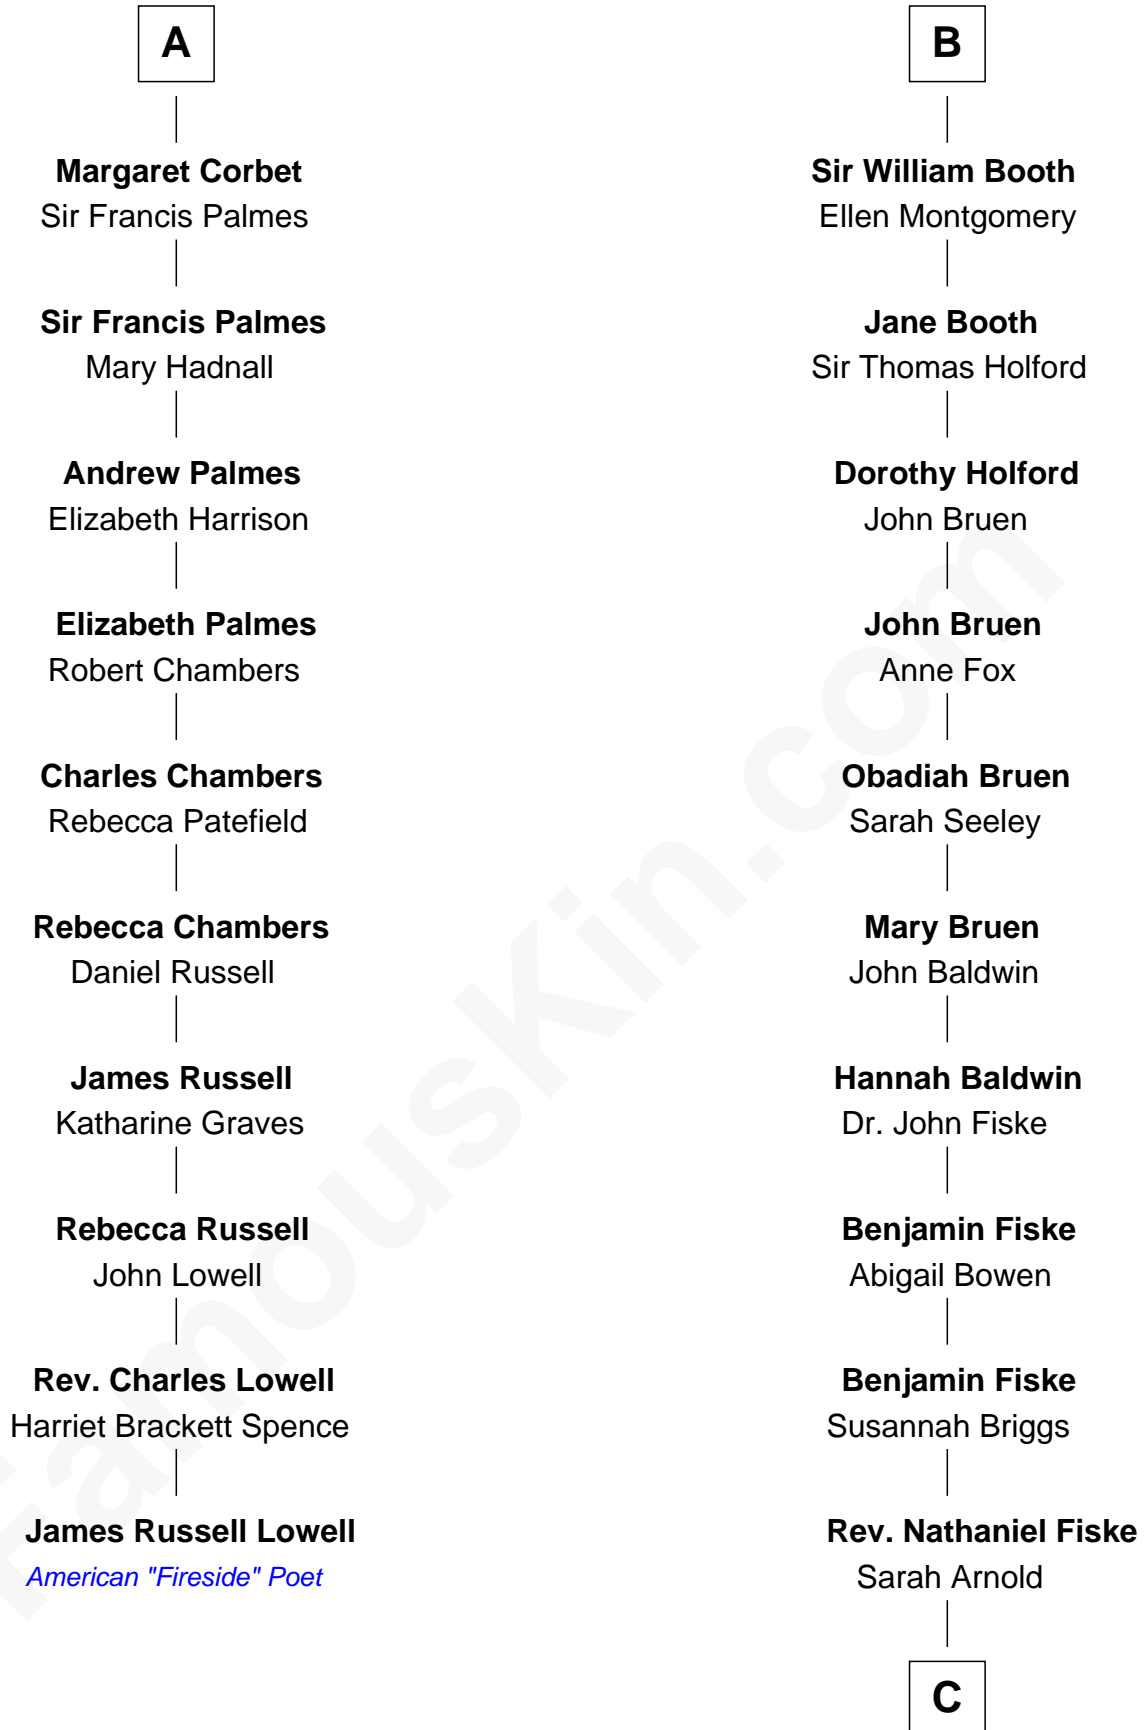 A
Margaret Corbet
Sir Francis Palmes
Sir Francis Palmes
Mary Hadnall
Andrew Palmes
Elizabeth Harrison
Elizabeth Palmes
Robert Chambers
Charles Chambers
Rebecca Patefield
Rebecca Chambers
Daniel Russell
James Russell
Katharine Graves
Rebecca Russell
John Lowell
Rev. Charles Lowell
Harriet Brackett Spence
James Russell Lowell
American "Fireside" Poet
B
Sir William Booth
Ellen Montgomery
Jane Booth
Sir Thomas Holford
Dorothy Holford
John Bruen
John Bruen
Anne Fox
Obadiah Bruen
Sarah Seeley
Mary Bruen
John Baldwin
Hannah Baldwin
Dr. John Fiske
Benjamin Fiske
Abigail Bowen
Benjamin Fiske
Susannah Briggs
Rev. Nathaniel Fiske
Sarah Arnold
C
FamousKin.com